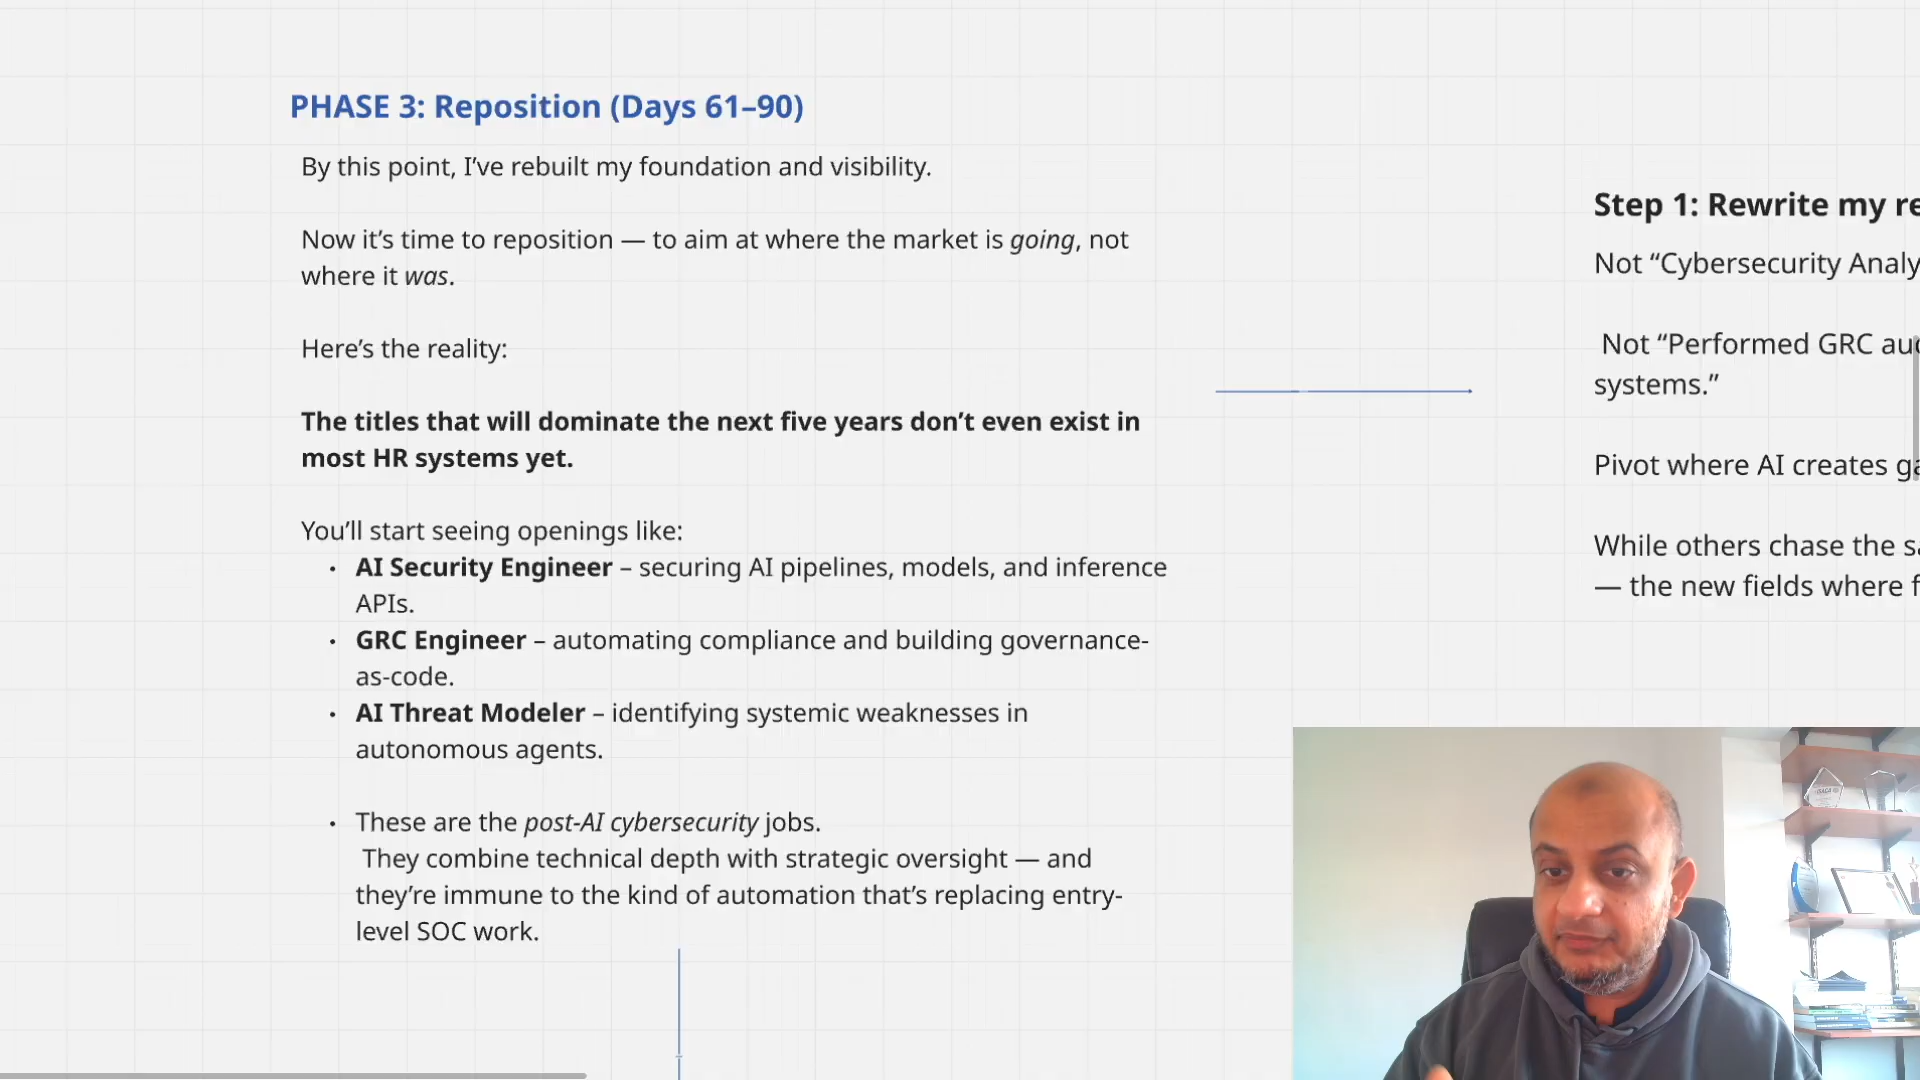 PHASE 3: Reposition (Days 61–90)
By this point, I’ve rebuilt my foundation and visibility.
Now it’s time to reposition — to aim at where the market is going, not
where it was.
Here’s the reality:
The titles that will dominate the next five years don’t even exist in
most HR systems yet.
You’ll start seeing openings like:
• AI Security Engineer – securing AI pipelines, models, and inference
APIs.
• GRC Engineer – automating compliance and building governance-
as-code.
• AI Threat Modeler – identifying systemic weaknesses in
autonomous agents.
• These are the post-AI cybersecurity jobs.
They combine technical depth with strategic oversight — and
they’re immune to the kind of automation that’s replacing entry-
level SOC work.
Step 1: Rewrite my re
Not “Cybersecurity Analy
Not “Performed GRC au
systems.”
Pivot where AI creates ga
While others chase the sa
— the new fields where f